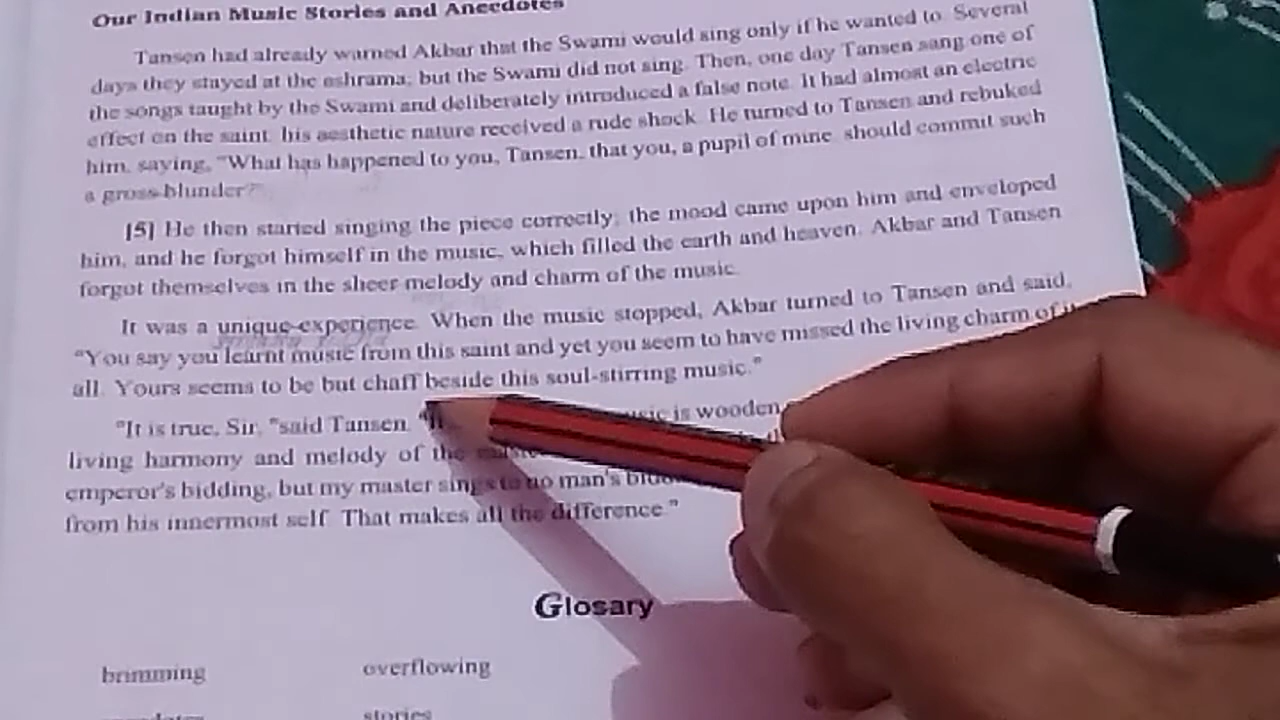 Our Indian Music Stories and Anecdotes
Tansen had already warned Akbar that the Swami would sing only if he wanted to. Several
days they stayed at the ashrama, but the Swami did not sing. Then, one day Tansen sang one of
the songs taught by the Swami and deliberately introduced a false note. It had almost an electric
effect on the saint, his aesthetic nature received a rude shock. He turned to Tansen and rebuked
him, saying, "What has happened to you, Tansen, that you, a pupil of mine, should commit such
a gross blunder?"
[5] He then started singing the piece correctly; the mood came upon him and enveloped
him, and he forgot himself in the music, which filled the earth and heaven. Akbar and Tansen
forgot themselves in the sheer melody and charm of the music.
It was a unique experience. When the music stopped, Akbar turned to Tansen and said,
"You say you learnt music from this saint and yet you seem to have missed the living charm of it
all. Yours seems to be but chaff beside this soul-stirring music."
"It is true, Sir, "said Tansen. is wooden
living harmony and melody of the
emperor's bidding, but my master sings to no man's
from his innermost self. That makes all the difference."
Glosary
brimming overflowing
stories